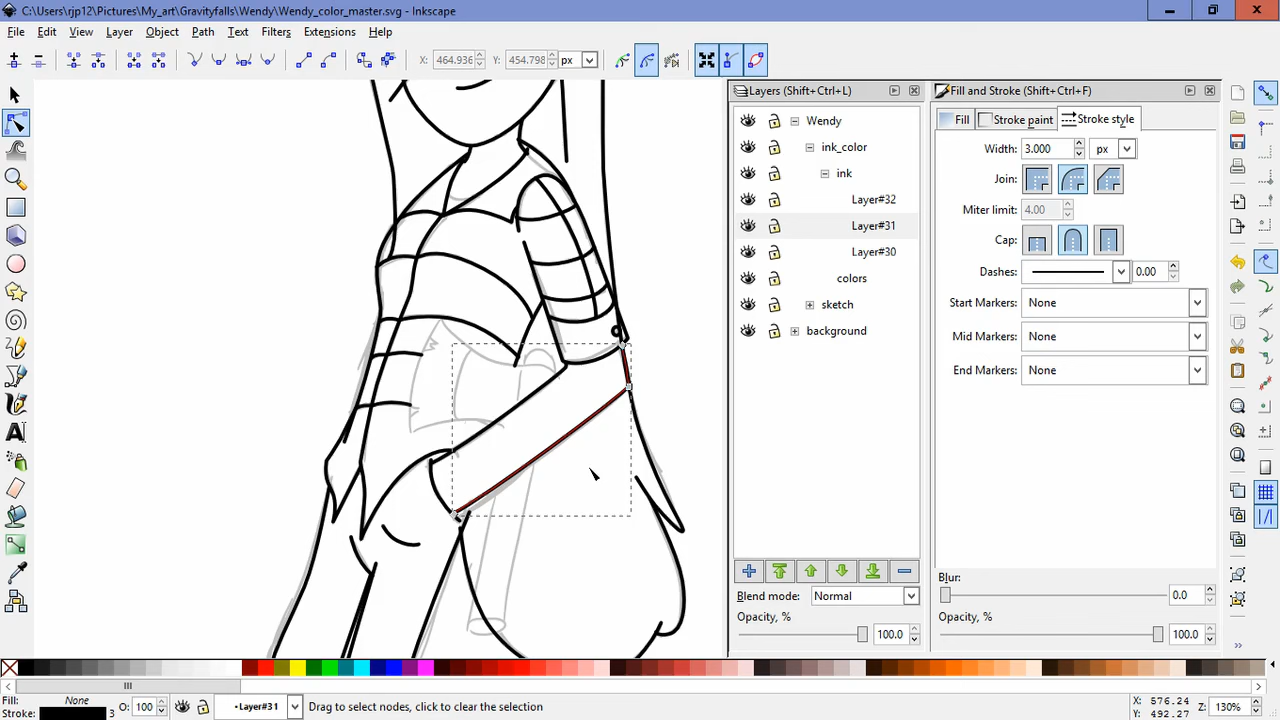 C:\Users\rjp12\Pictures\My_art\Gravityfalls\Wendy\Wendy_color_master.svg - Inkscape
File Edit View Layer Object Path Text Filters Extensions Help
X: 464.936 Y: 454.798 px
Layers (Shift+Ctrl+L)
Wendy
ink_color
ink
Layer#32
Layer#31
Layer#30
colors
sketch
background
Blend mode: Normal
Opacity, %
100.0
Fill and Stroke (Shift+Ctrl+F)
Fill Stroke paint Stroke style
Width: 3.000 px
Join:
Miter limit: 4.00
Cap:
Dashes: 0.00
Start Markers: None
Mid Markers: None
End Markers: None
Blur:
0.0
Opacity, %
100.0
Fill: None
Stroke: 3
O: 100
•Layer#31
Drag to select nodes, click to clear the selection
X: 576.24
Y: 492.27
Z: 130%